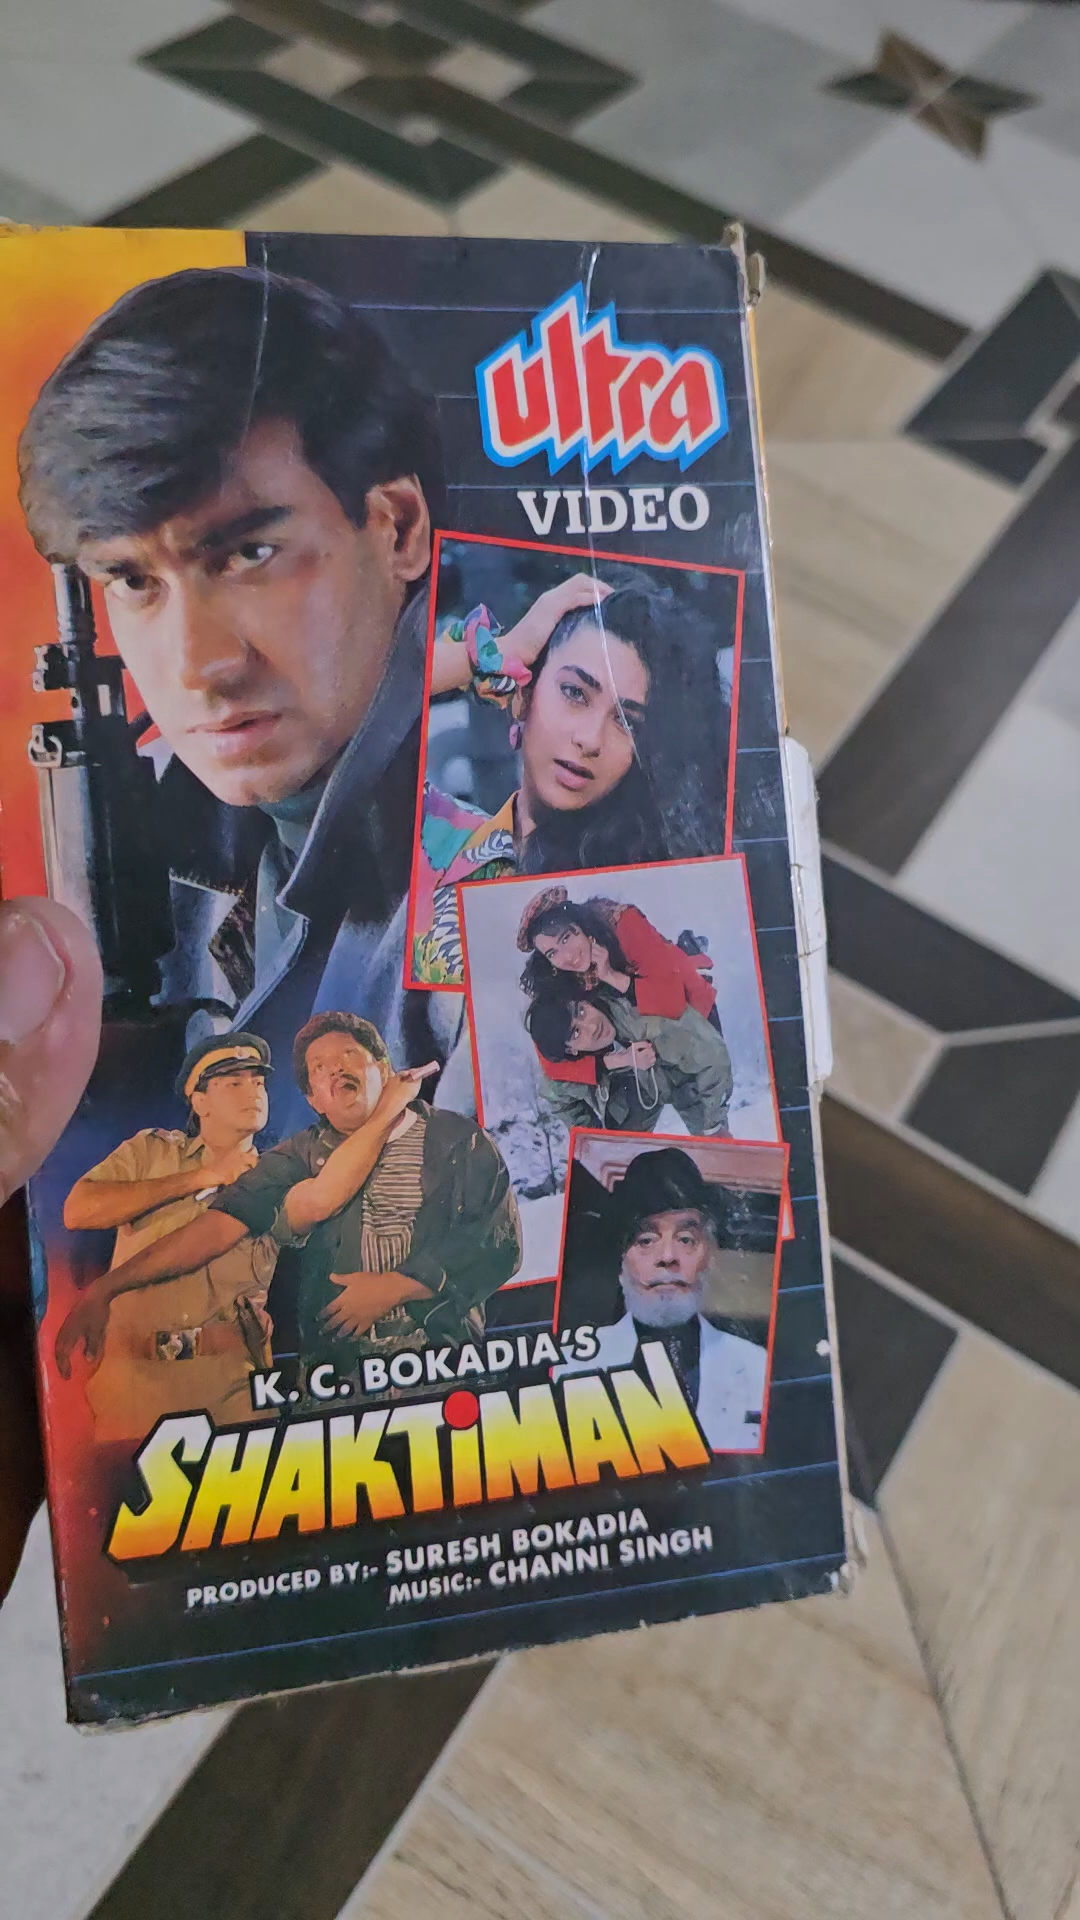 ultra
VIDEO
K. C. BOKADIA'S
SHAKTiMAN
PRODUCED BY:- SURESH BOKADIA
MUSIC:- CHANNI SINGH